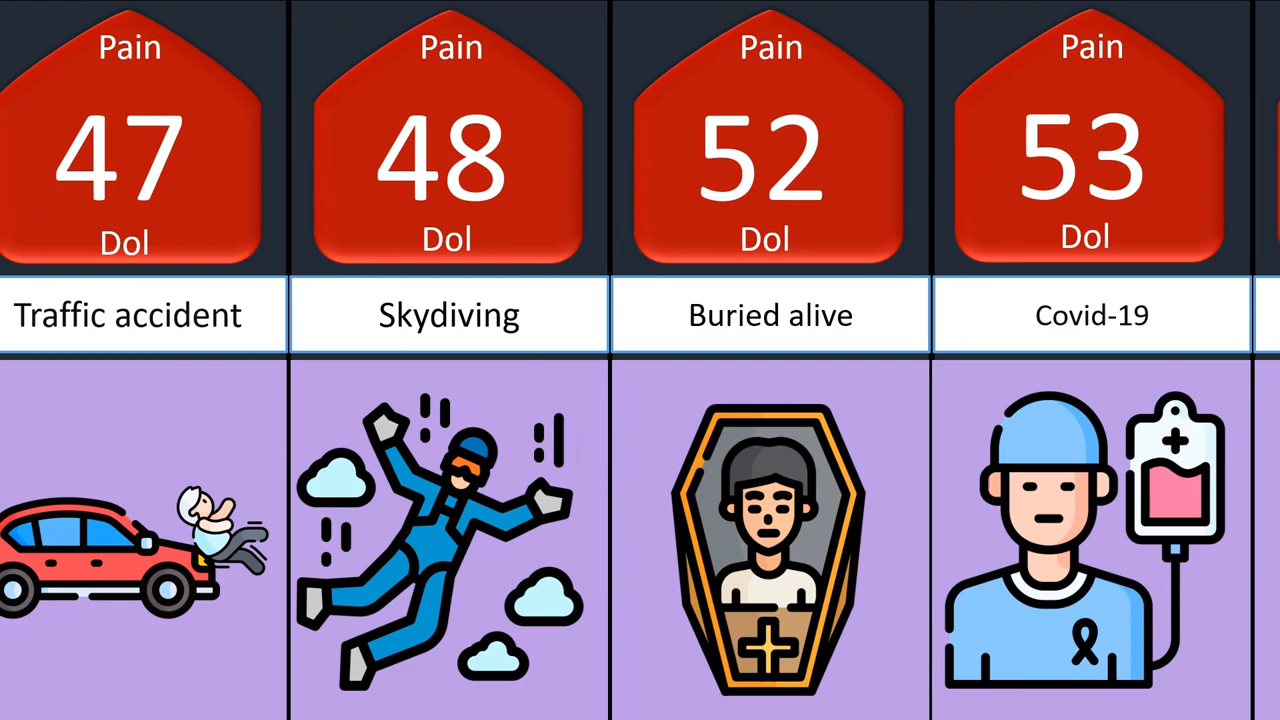 Pain
47
Dol
Traffic accident
Pain
48
Dol
Skydiving
Pain
52
Dol
Buried alive
Pain
53
Dol
Covid-19